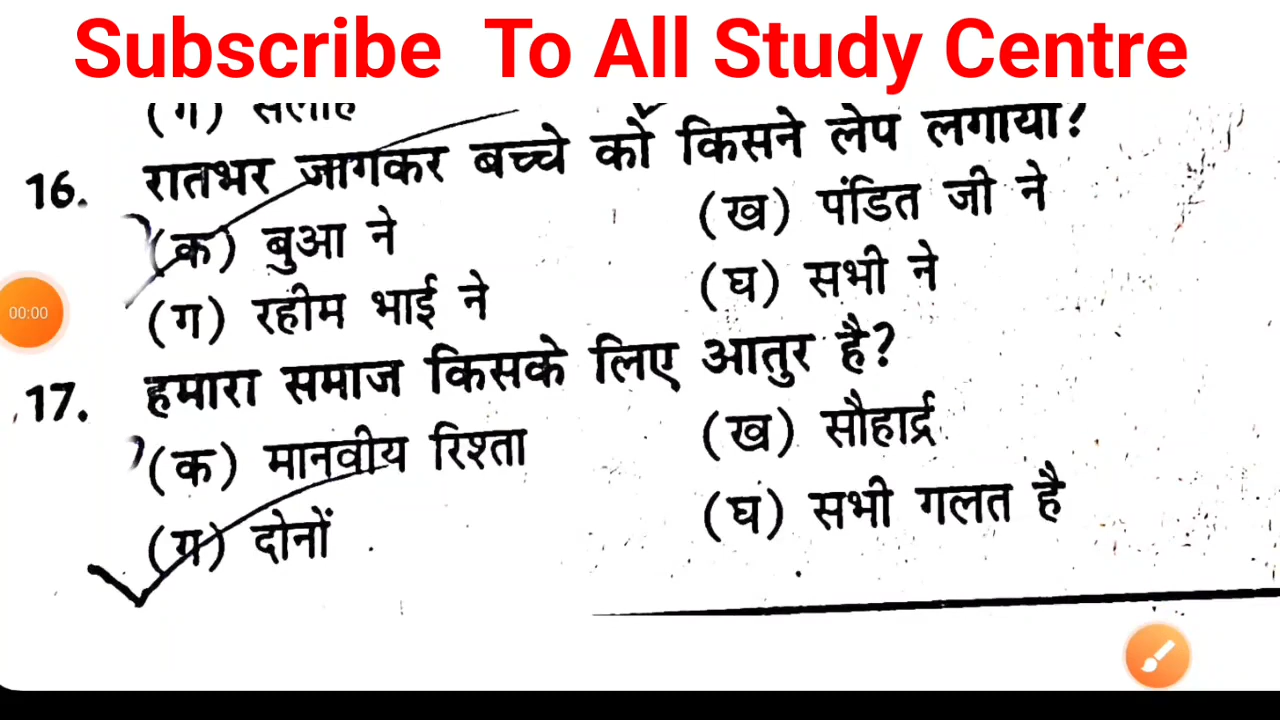 Subscribe To All Study Centre
(ग) सलाह
16. रातभर जागकर बच्चे को किसने लेप लगाया?
(क) बुआ ने (ख) पंडित जी ने
(ग) रहीम भाई ने (घ) सभी ने
00:00
17. हमारा समाज किसके लिए आतुर है?
(क) मानवीय रिश्ता (ख) सौहार्द्र
(ग) दोनों (घ) सभी गलत है